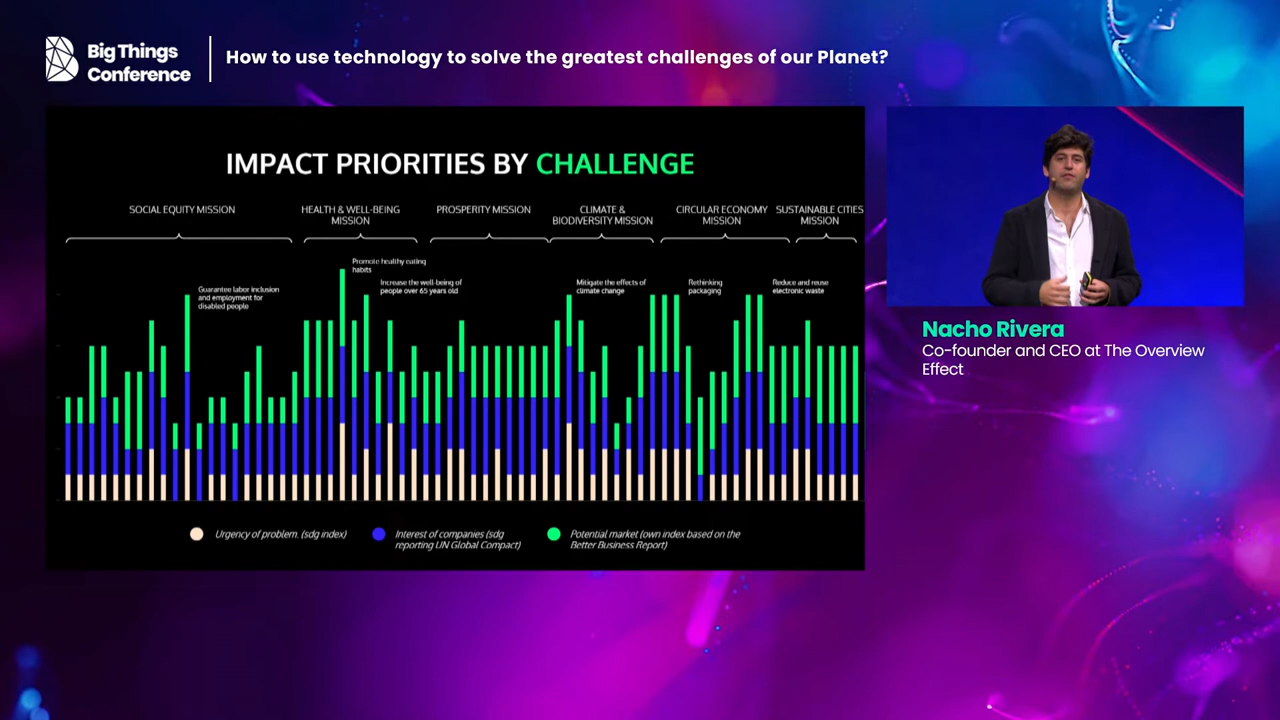 Big Things
Conference
How to use technology to solve the greatest challenges of our Planet?
IMPACT PRIORITIES BY CHALLENGE
SOCIAL EQUITY MISSION
HEALTH & WELL-BEING
MISSION
PROSPERITY MISSION
CLIMATE &
BIODIVERSITY MISSION
CIRCULAR ECONOMY
MISSION
SUSTAINABLE CITIES
MISSION
Promote healthy eating
habits
Guarantee labor inclusion
and employment for
disabled people
Increase the well-being of
people over 65 years old
Mitigate the effects of
climate change
Rethinking
packaging
Reduce and reuse
electronic waste
Urgency of problem. (sdg index)
Interest of companies (sdg
reporting UN Global Compact)
Potential market (own index based on the
Better Business Report)
Nacho Rivera
Co-founder and CEO at The Overview
Effect